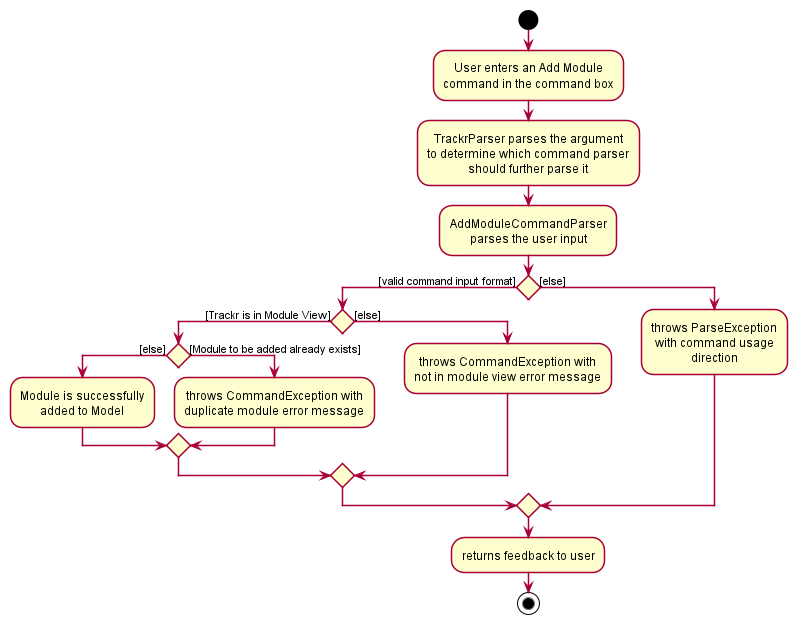 User enters an Add Module
command in the command box
TrackrParser parses the argument
to determine which command parser
should further parse it
AddModuleCommandParser
parses the user input
[valid command input format]
[else]
[Trackr is in Module View]
[else]
throws ParseException
with command usage
direction
[else]
[Module to be added already exists]
throws CommandException with
not in module view error message
Module is successfully
added to Model
throws CommandException with
duplicate module error message
returns feedback to user